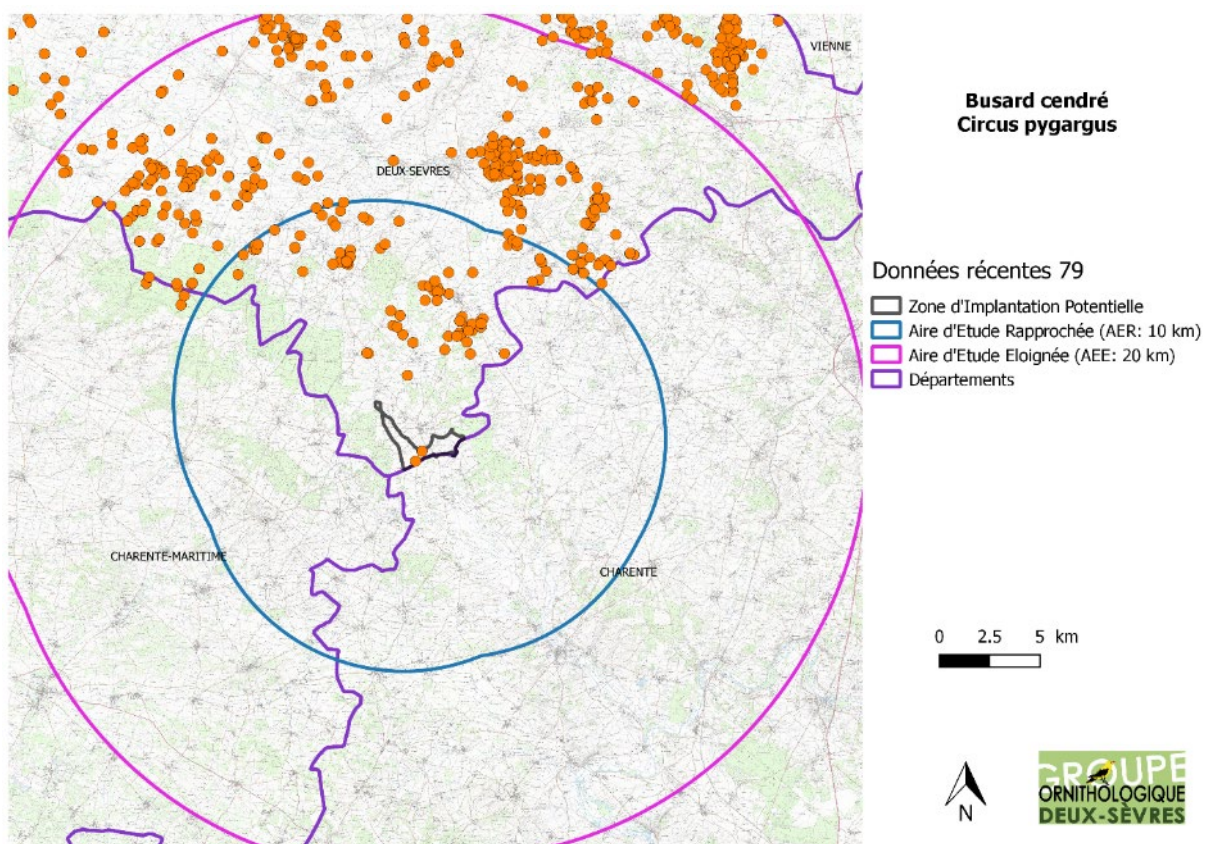 VIENNE
DEUX-SÈVRES
CHARENTE-MARITIME
CHARENTE
Busard cendré
Circus pygargus
Données récentes 79
Zone d'Implantation Potentielle
Aire d'Etude Rapprochée (AER: 10 km)
Aire d'Etude Eloignée (AEE: 20 km)
Départements
0 2.5 5 km
N
GROUPE
ORNITHOLOGIQUE
DEUX-SÈVRES